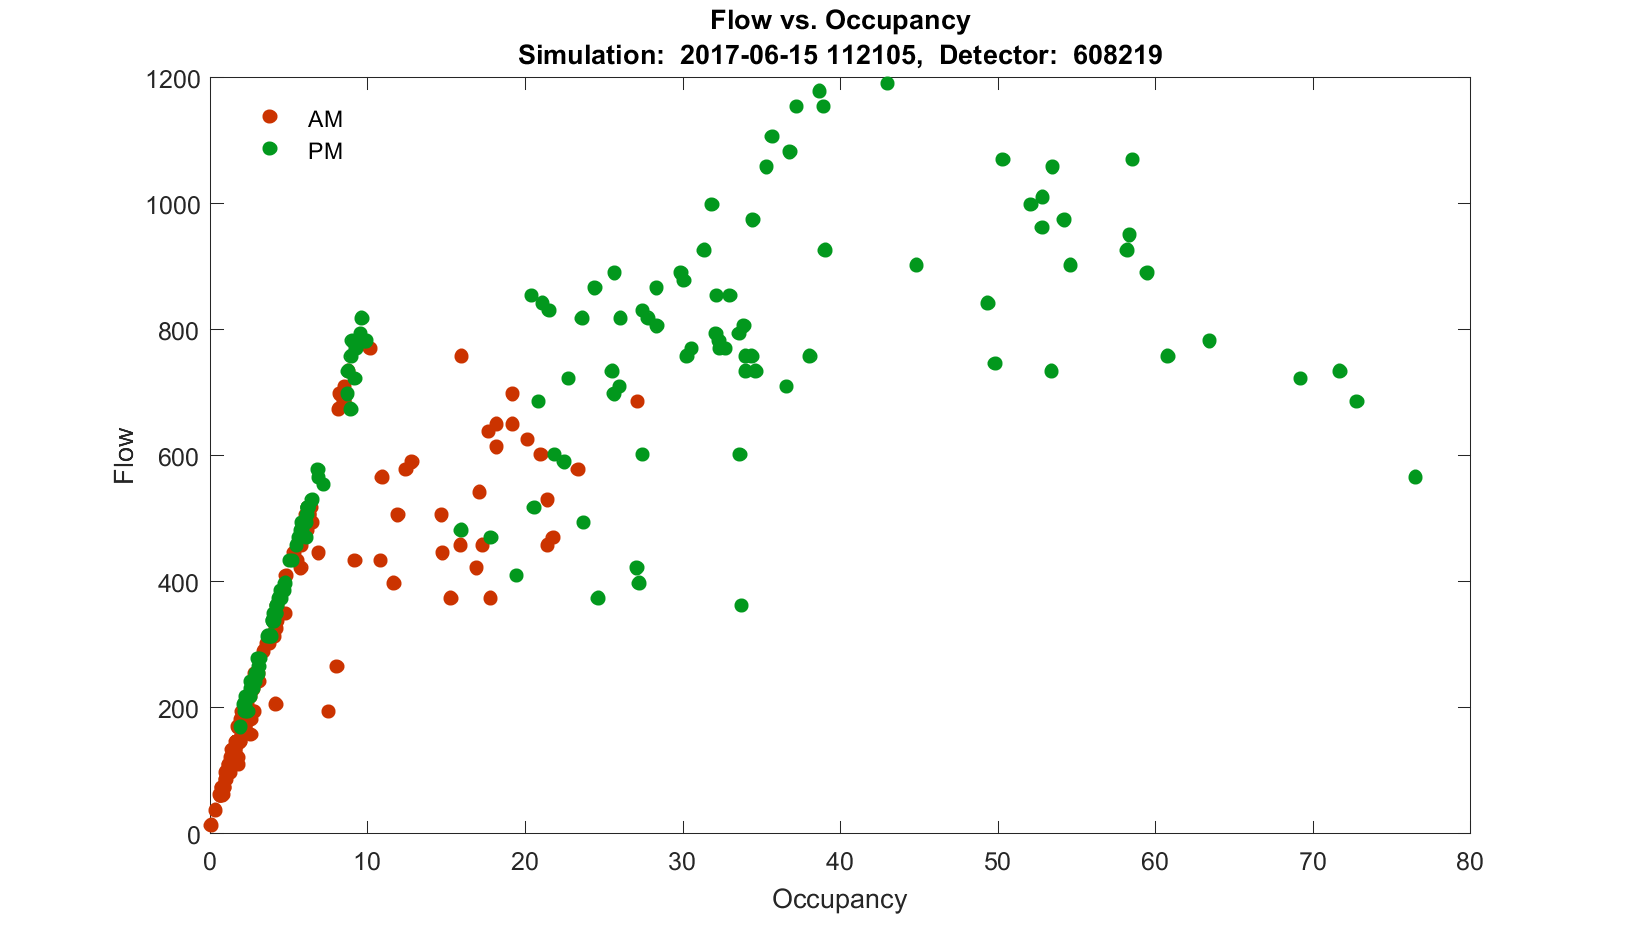 Flow vs. Occupancy
Simulation:  2017-06-15 112105,  Detector:  608219
1200
AM
PM
1000
800
600
400
200
0
Flow
0 10 20 30 40 50 60 70 80
Occupancy